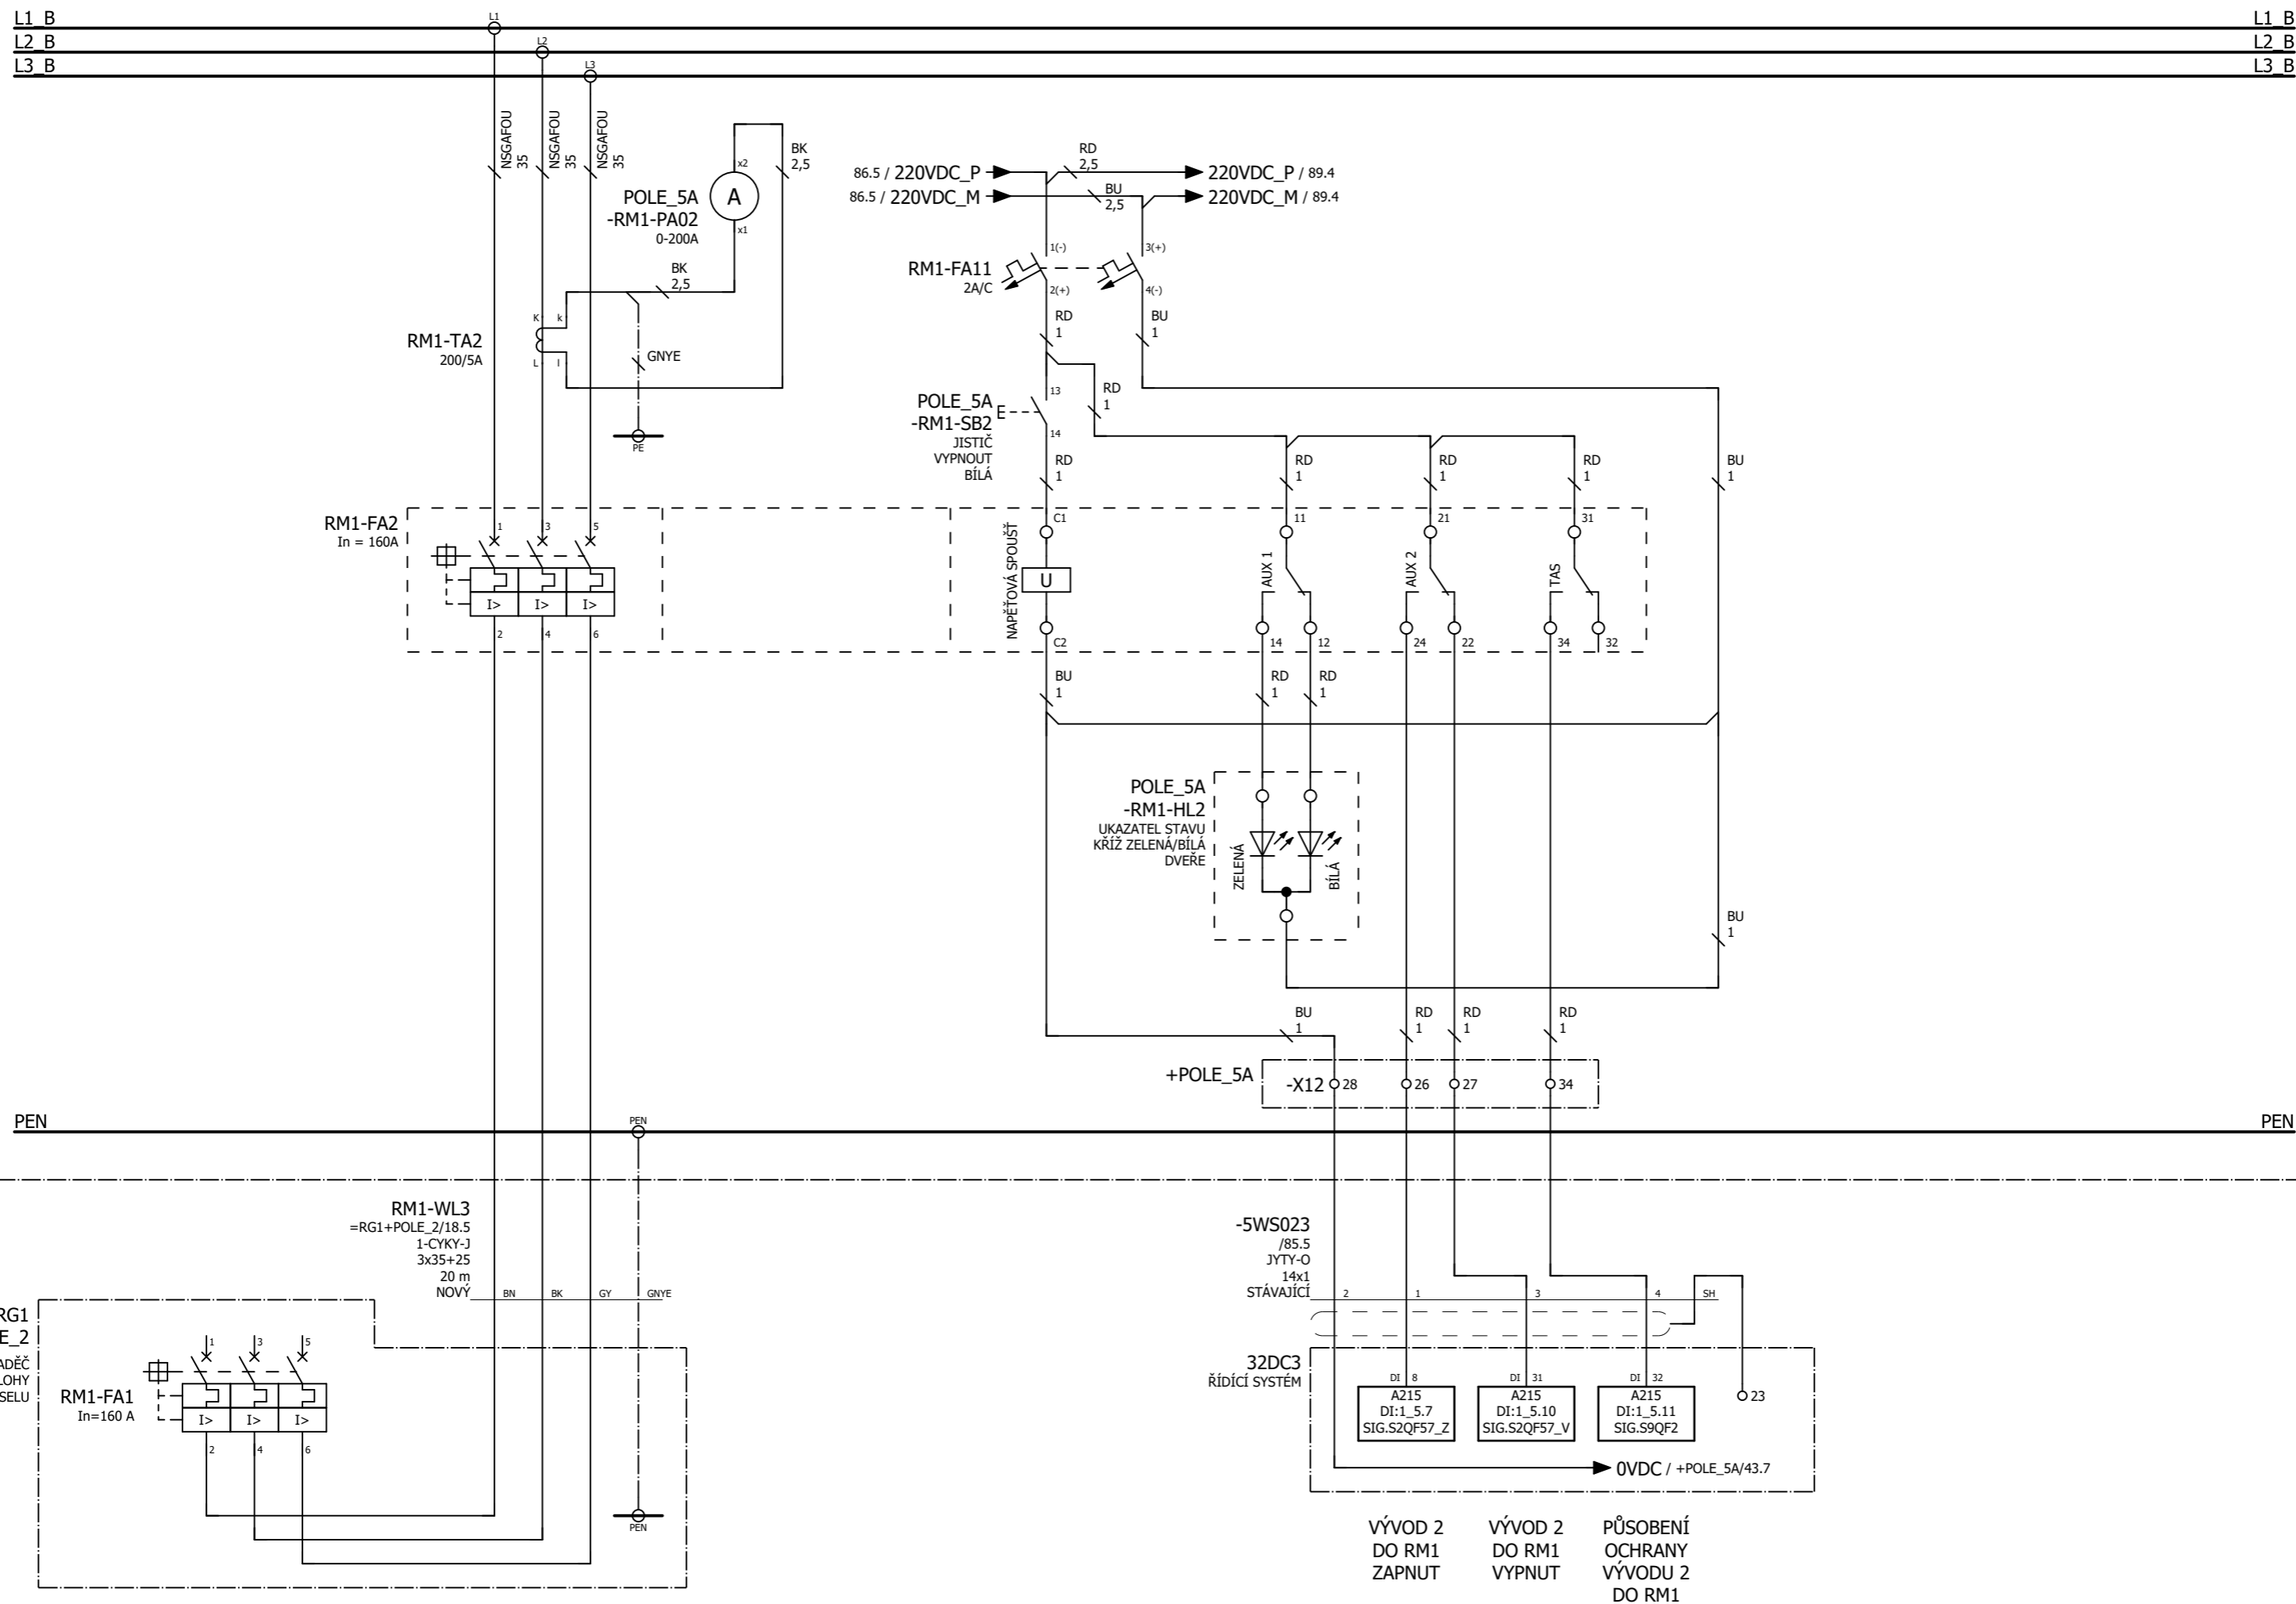 L1_B
L1_B
L2_B
L2_B
L3_B
L3_B
L1
L2
L3
NSGAFOU
35
NSGAFOU
35
NSGAFOU
35
x2
BK
2,5
POLE_5A
-RM1-PA02
0-200A
A
x1
BK
2,5
K
k
RM1-TA2
200/5A
L
l
GNYE
PE
86.5 / 220VDC_P
RD
2,5
220VDC_P / 89.4
86.5 / 220VDC_M
BU
2,5
220VDC_M / 89.4
1(-)
3(+)
RM1-FA11
2A/C
2(+)
4(-)
RD
1
BU
1
13
RD
1
POLE_5A
-RM1-SB2
JISTIČ
VYPNOUT
BÍLÁ
E
14
RD
1
RD
1
RD
1
RD
1
BU
1
RM1-FA2
In = 160A
1
3
5
I>
I>
I>
2
4
6
NAPĚŤOVÁ SPOUŠŤ
C1
U
C2
11
AUX 1
14
12
21
AUX 2
24
22
31
TAS
34
32
BU
1
RD
1
RD
1
POLE_5A
-RM1-HL2
UKAZATEL STAVU
KŘÍŽ ZELENÁ/BÍLÁ
DVEŘE
ZELENÁ
BÍLÁ
BU
1
BU
1
RD
1
RD
1
RD
1
+POLE_5A
-X12
28
26
27
34
PEN
PEN
PEN
RM1-WL3
=RG1+POLE_2/18.5
1-CYKY-J
3x35+25
20 m
NOVÝ
BN
BK
GY
GNYE
-5WS023
/85.5
JYTY-O
14x1
STÁVAJÍCÍ
2
1
3
4
SH
RG1
E_2
ADĚČ
LOHY
SELU
RM1-FA1
In=160 A
1
3
5
I>
I>
I>
2
4
6
PEN
32DC3
ŘÍDÍCÍ SYSTÉM
DI
8
A215
DI:1_5.7
SIG.S2QF57_Z
DI
31
A215
DI:1_5.10
SIG.S2QF57_V
DI
32
A215
DI:1_5.11
SIG.S9QF2
23
0VDC / +POLE_5A/43.7
VÝVOD 2
DO RM1
ZAPNUT
VÝVOD 2
DO RM1
VYPNUT
PŮSOBENÍ
OCHRANY
VÝVODU 2
DO RM1